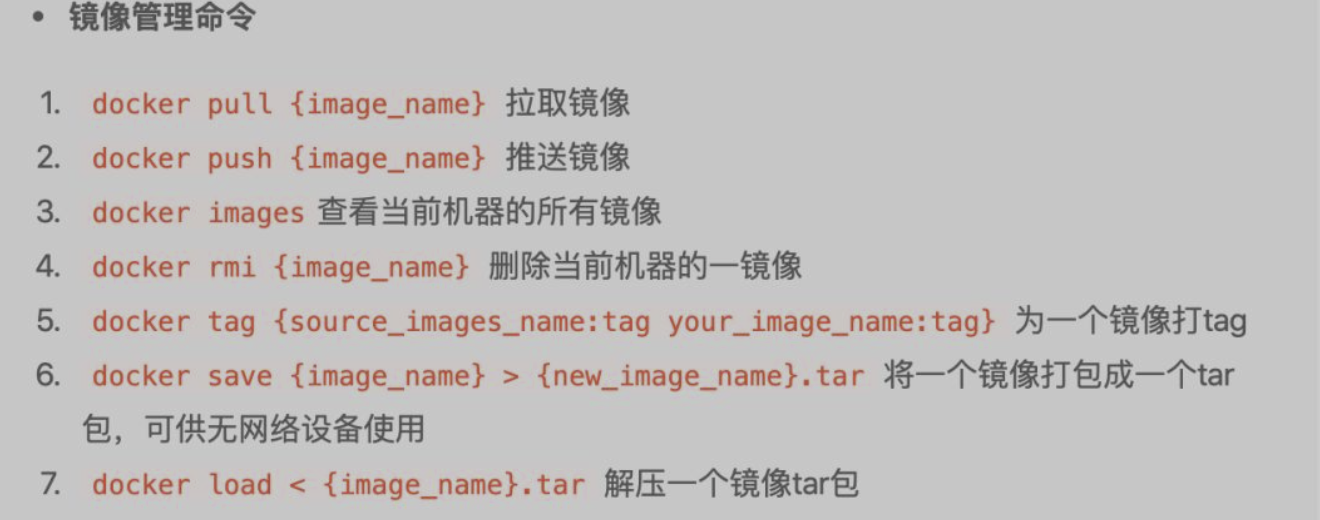 • 镜像管理命令
1. docker pull {image_name} 拉取镜像
2. docker push {image_name} 推送镜像
3. docker images 查看当前机器的所有镜像
4. docker rmi {image_name} 删除当前机器的一镜像
5. docker tag {source_images_name:tag your_image_name:tag} 为一个镜像打tag
6. docker save {image_name} > {new_image_name}.tar 将一个镜像打包成一个tar
包，可供无网络设备使用
7. docker load < {image_name}.tar 解压一个镜像tar包